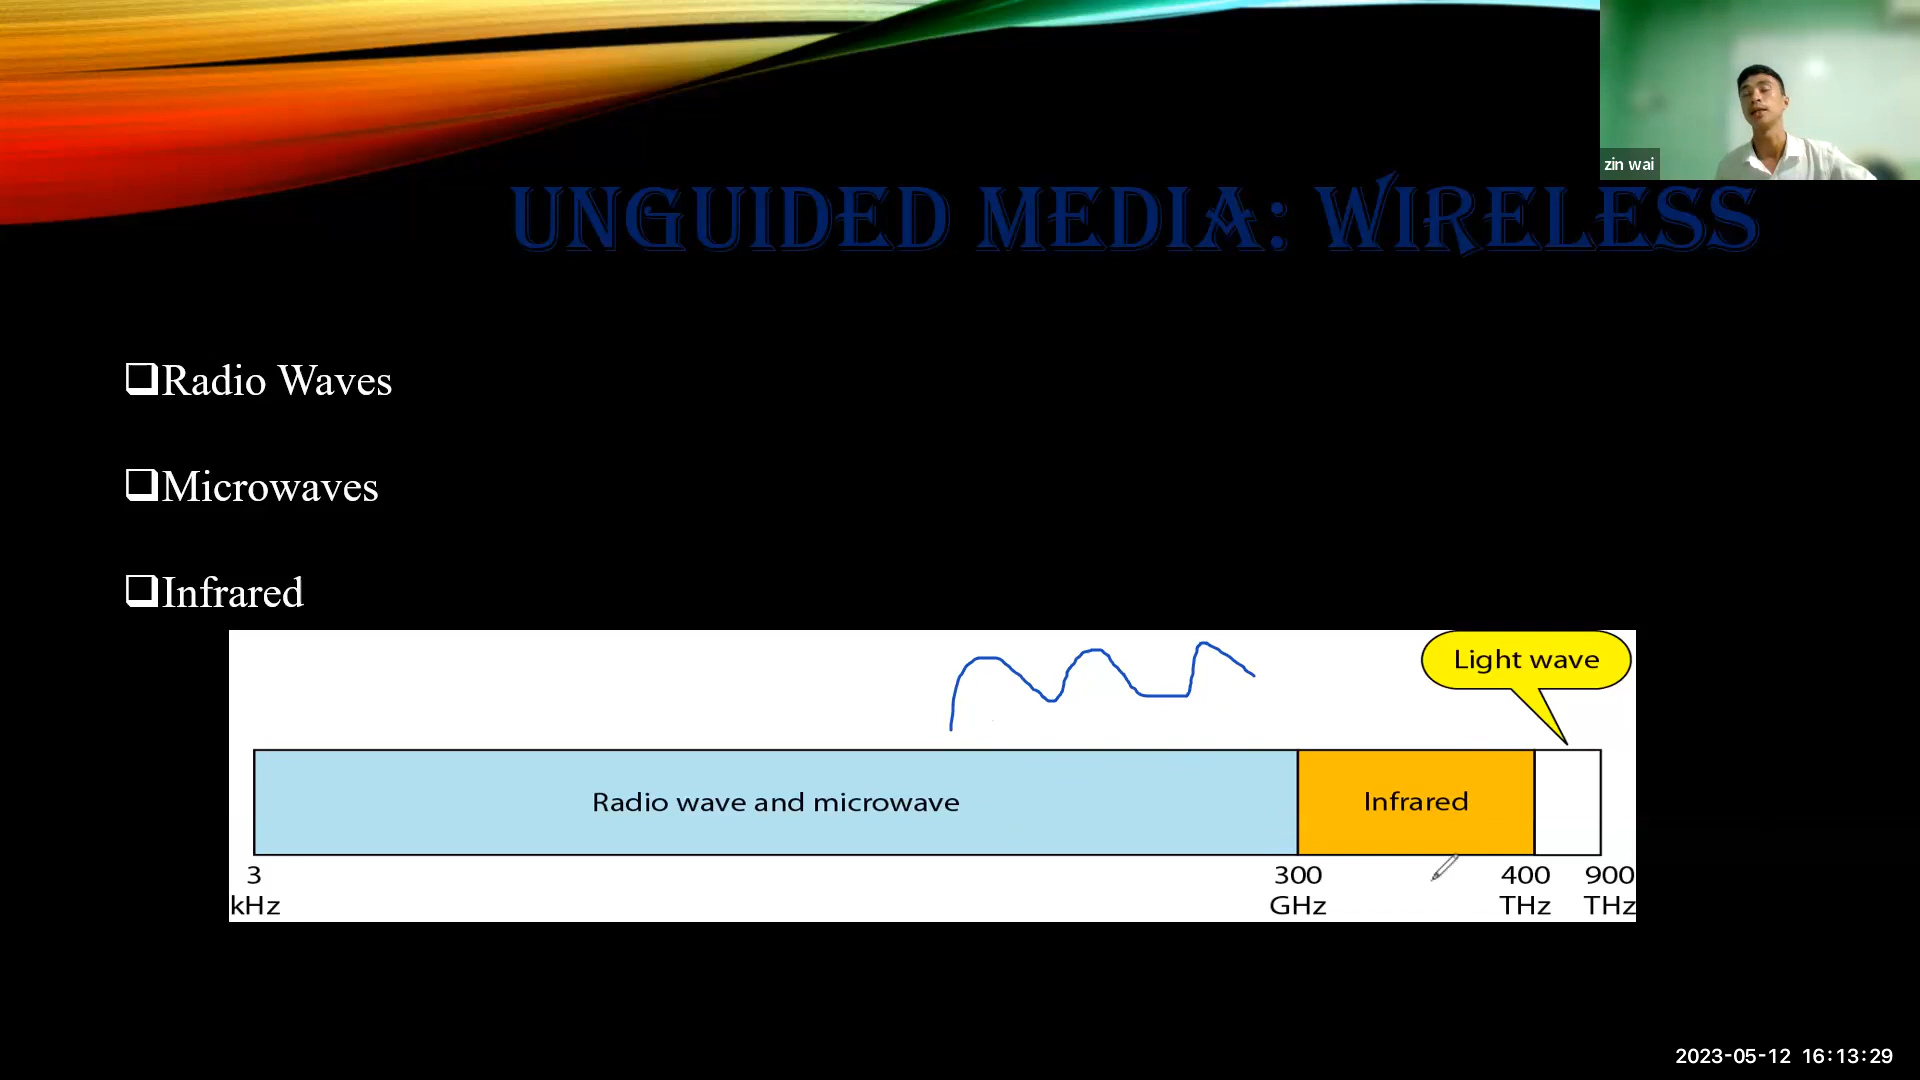 zin wai
UNGUIDED MEDIA: WIRELESS
Radio Waves
Microwaves
Infrared
Light wave
Radio wave and microwave
Infrared
3 kHz
300 GHz
400 THz
900 THz
2023-05-12 16:13:29